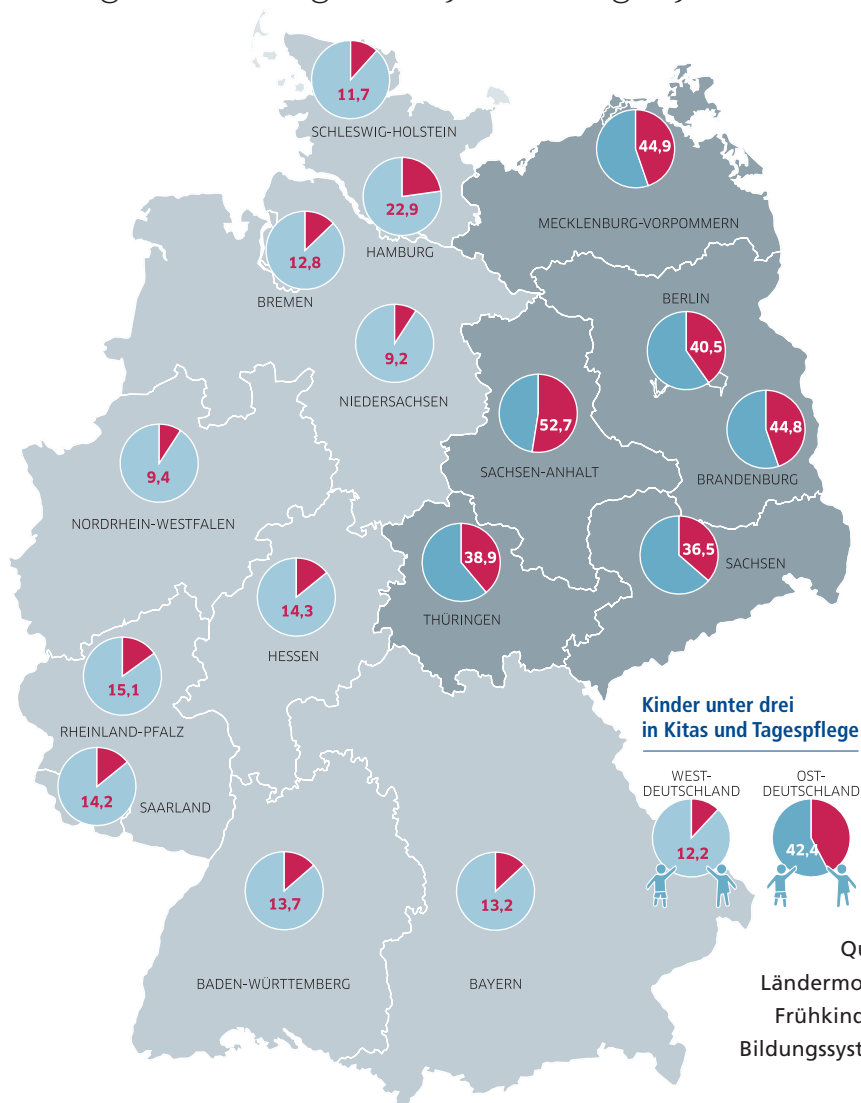 11,7
SCHLESWIG-HOLSTEIN
44,9
MECKLENBURG-VORPOMMERN
22,9
HAMBURG
12,8
BREMEN
BERLIN
40,5
9,2
NIEDERSACHSEN
52,7
SACHSEN-ANHALT
44,8
BRANDENBURG
9,4
NORDRHEIN-WESTFALEN
38,9
THÜRINGEN
36,5
SACHSEN
14,3
HESSEN
15,1
RHEINLAND-PFALZ
14,2
SAARLAND
Kinder unter drei
in Kitas und Tagespflege
WEST-
DEUTSCHLAND
12,2
OST-
DEUTSCHLAND
42,4
13,7
BADEN-WÜRTTEMBERG
13,2
BAYERN
Qu
Ländermo
Frühkind
Bildungssyst